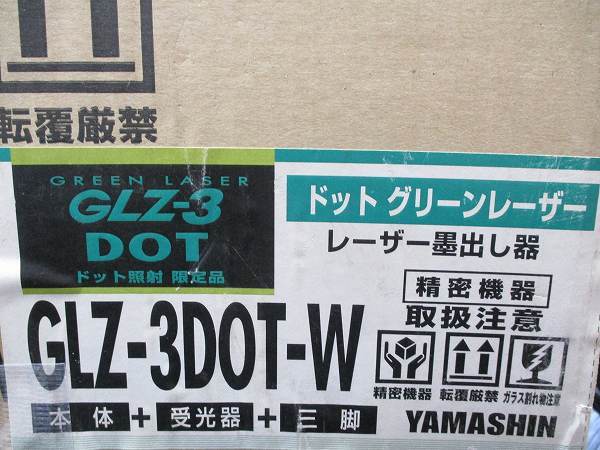 転覆厳禁
GREEN LASER
GLZ-3
DOT
ドット照射 限定品
ドット グリーンレーザー
レーザー墨出し器
精密機器
取扱注意
GLZ-3DOT-W
精密機器 転覆厳禁 ガラス割れ物注意
本体+受光器+三脚
YAMASHIN